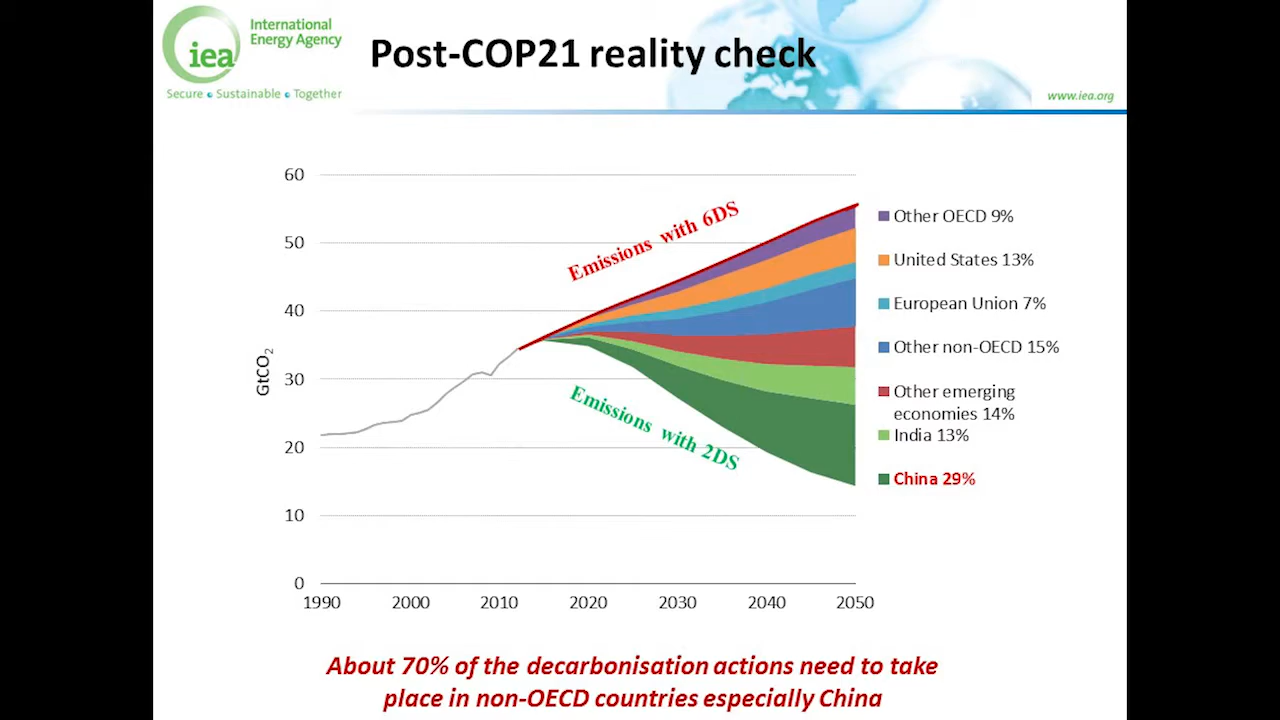 International
Energy Agency
iea
Secure • Sustainable • Together
Post-COP21 reality check
www.iea.org
60
50
40
30
20
10
0
GtCO2
1990 2000 2010 2020 2030 2040 2050
Emissions with 6DS
Emissions with 2DS
Other OECD 9%
United States 13%
European Union 7%
Other non-OECD 15%
Other emerging
economies 14%
India 13%
China 29%
About 70% of the decarbonisation actions need to take
place in non-OECD countries especially China